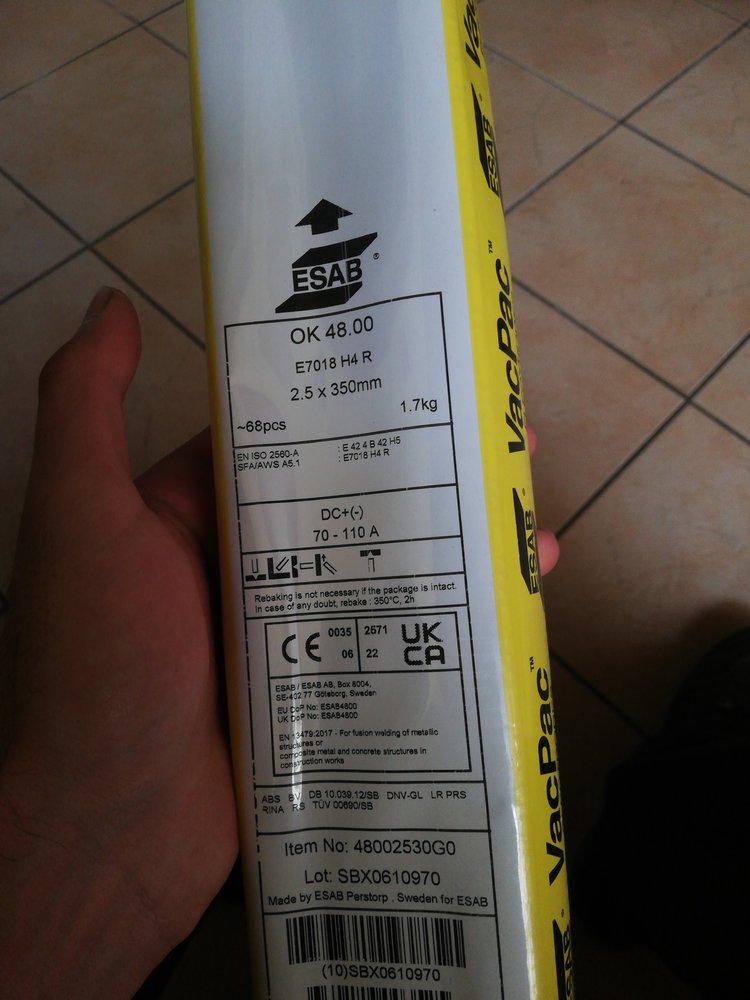 ESAB ®
OK 48.00
E7018 H4 R
2.5 x 350mm
~68pcs 1.7kg
EN ISO 2560-A : E 42 4 B 42 H5
SFA/AWS A5.1 : E7018 H4 R
DC+(-)
70 - 110 A
Rebaking is not necessary if the package is intact.
In case of any doubt, rebake : 350°C, 2h
CE 0035 2671 UK
06 22 CA
ESAB / ESAB AB, Box 8004,
SE-402 77 Göteborg, Sweden
EU DoP No: ESAB4800
UK DoP No: ESAB4800
EN 13479:2017 - For fusion welding of metallic
structures or
composite metal and concrete structures in
construction works
ABS BV DB 10.039.12/SB DNV-GL LR PRS
RINA RS TÜV 00690/SB
Item No: 48002530G0
Lot: SBX0610970
Made by ESAB Perstorp , Sweden for ESAB
(10)SBX0610970
ESAB ®
VacPac™
ESAB ®
VacPac™
ESAB ®